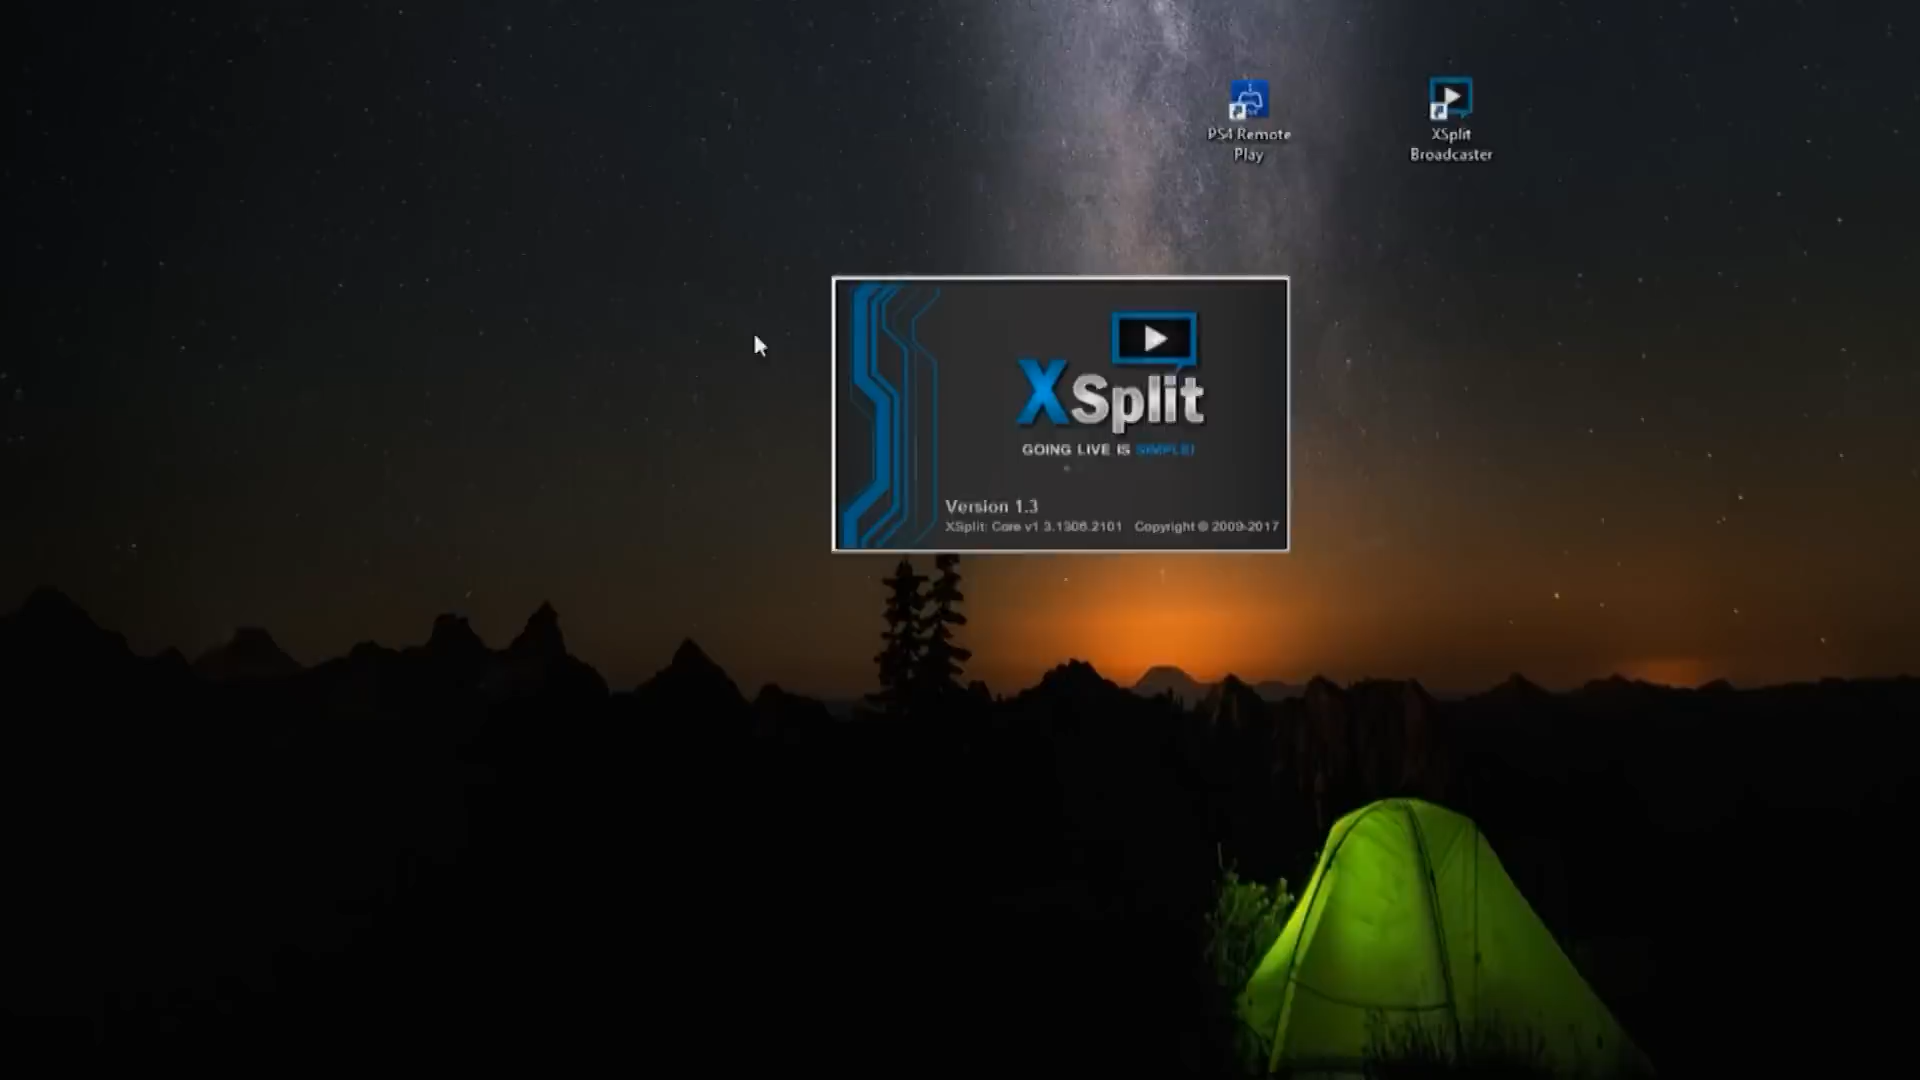 PS4 Remote
Play
XSplit
Broadcaster
XSplit
GOING LIVE IS SIMPLE!
Version 1.3
XSplit: Core v1.3.1306.2101 Copyright © 2009-2017